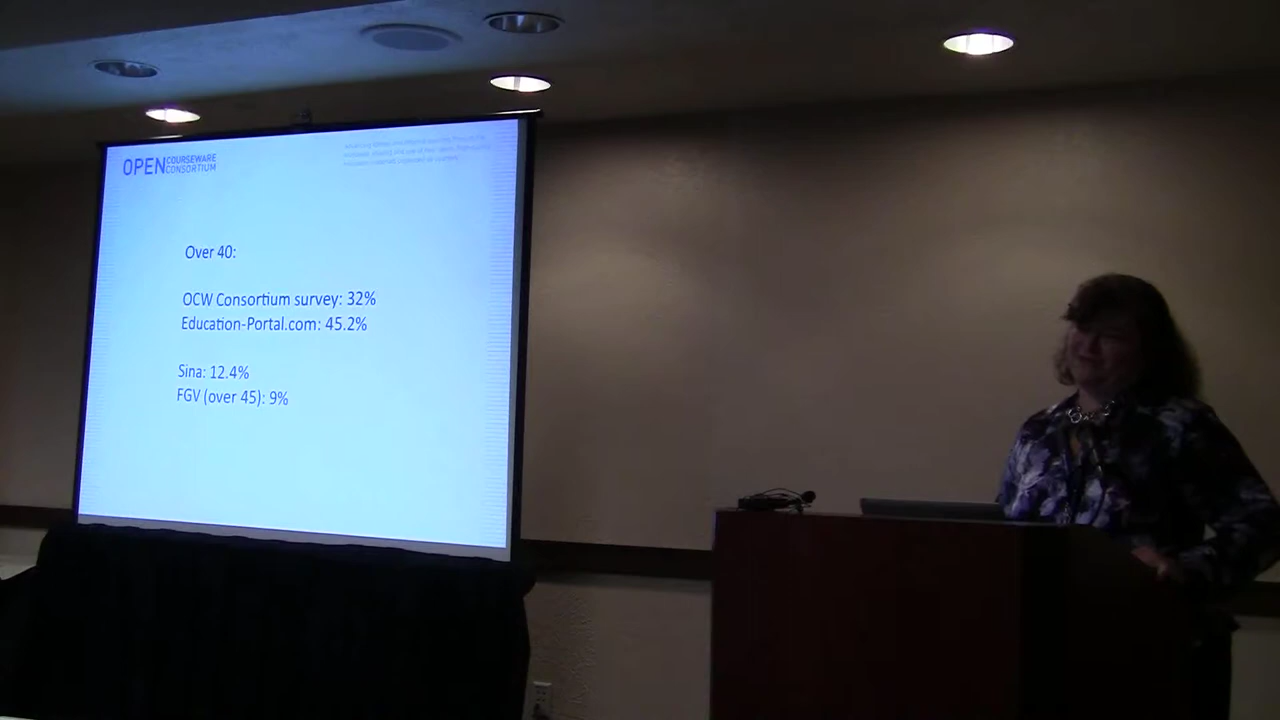 OPEN COURSEWARE
CONSORTIUM
Over 40:
OCW Consortium survey: 32%
Education-Portal.com: 45.2%
Sina: 12.4%
FGV (over 45): 9%